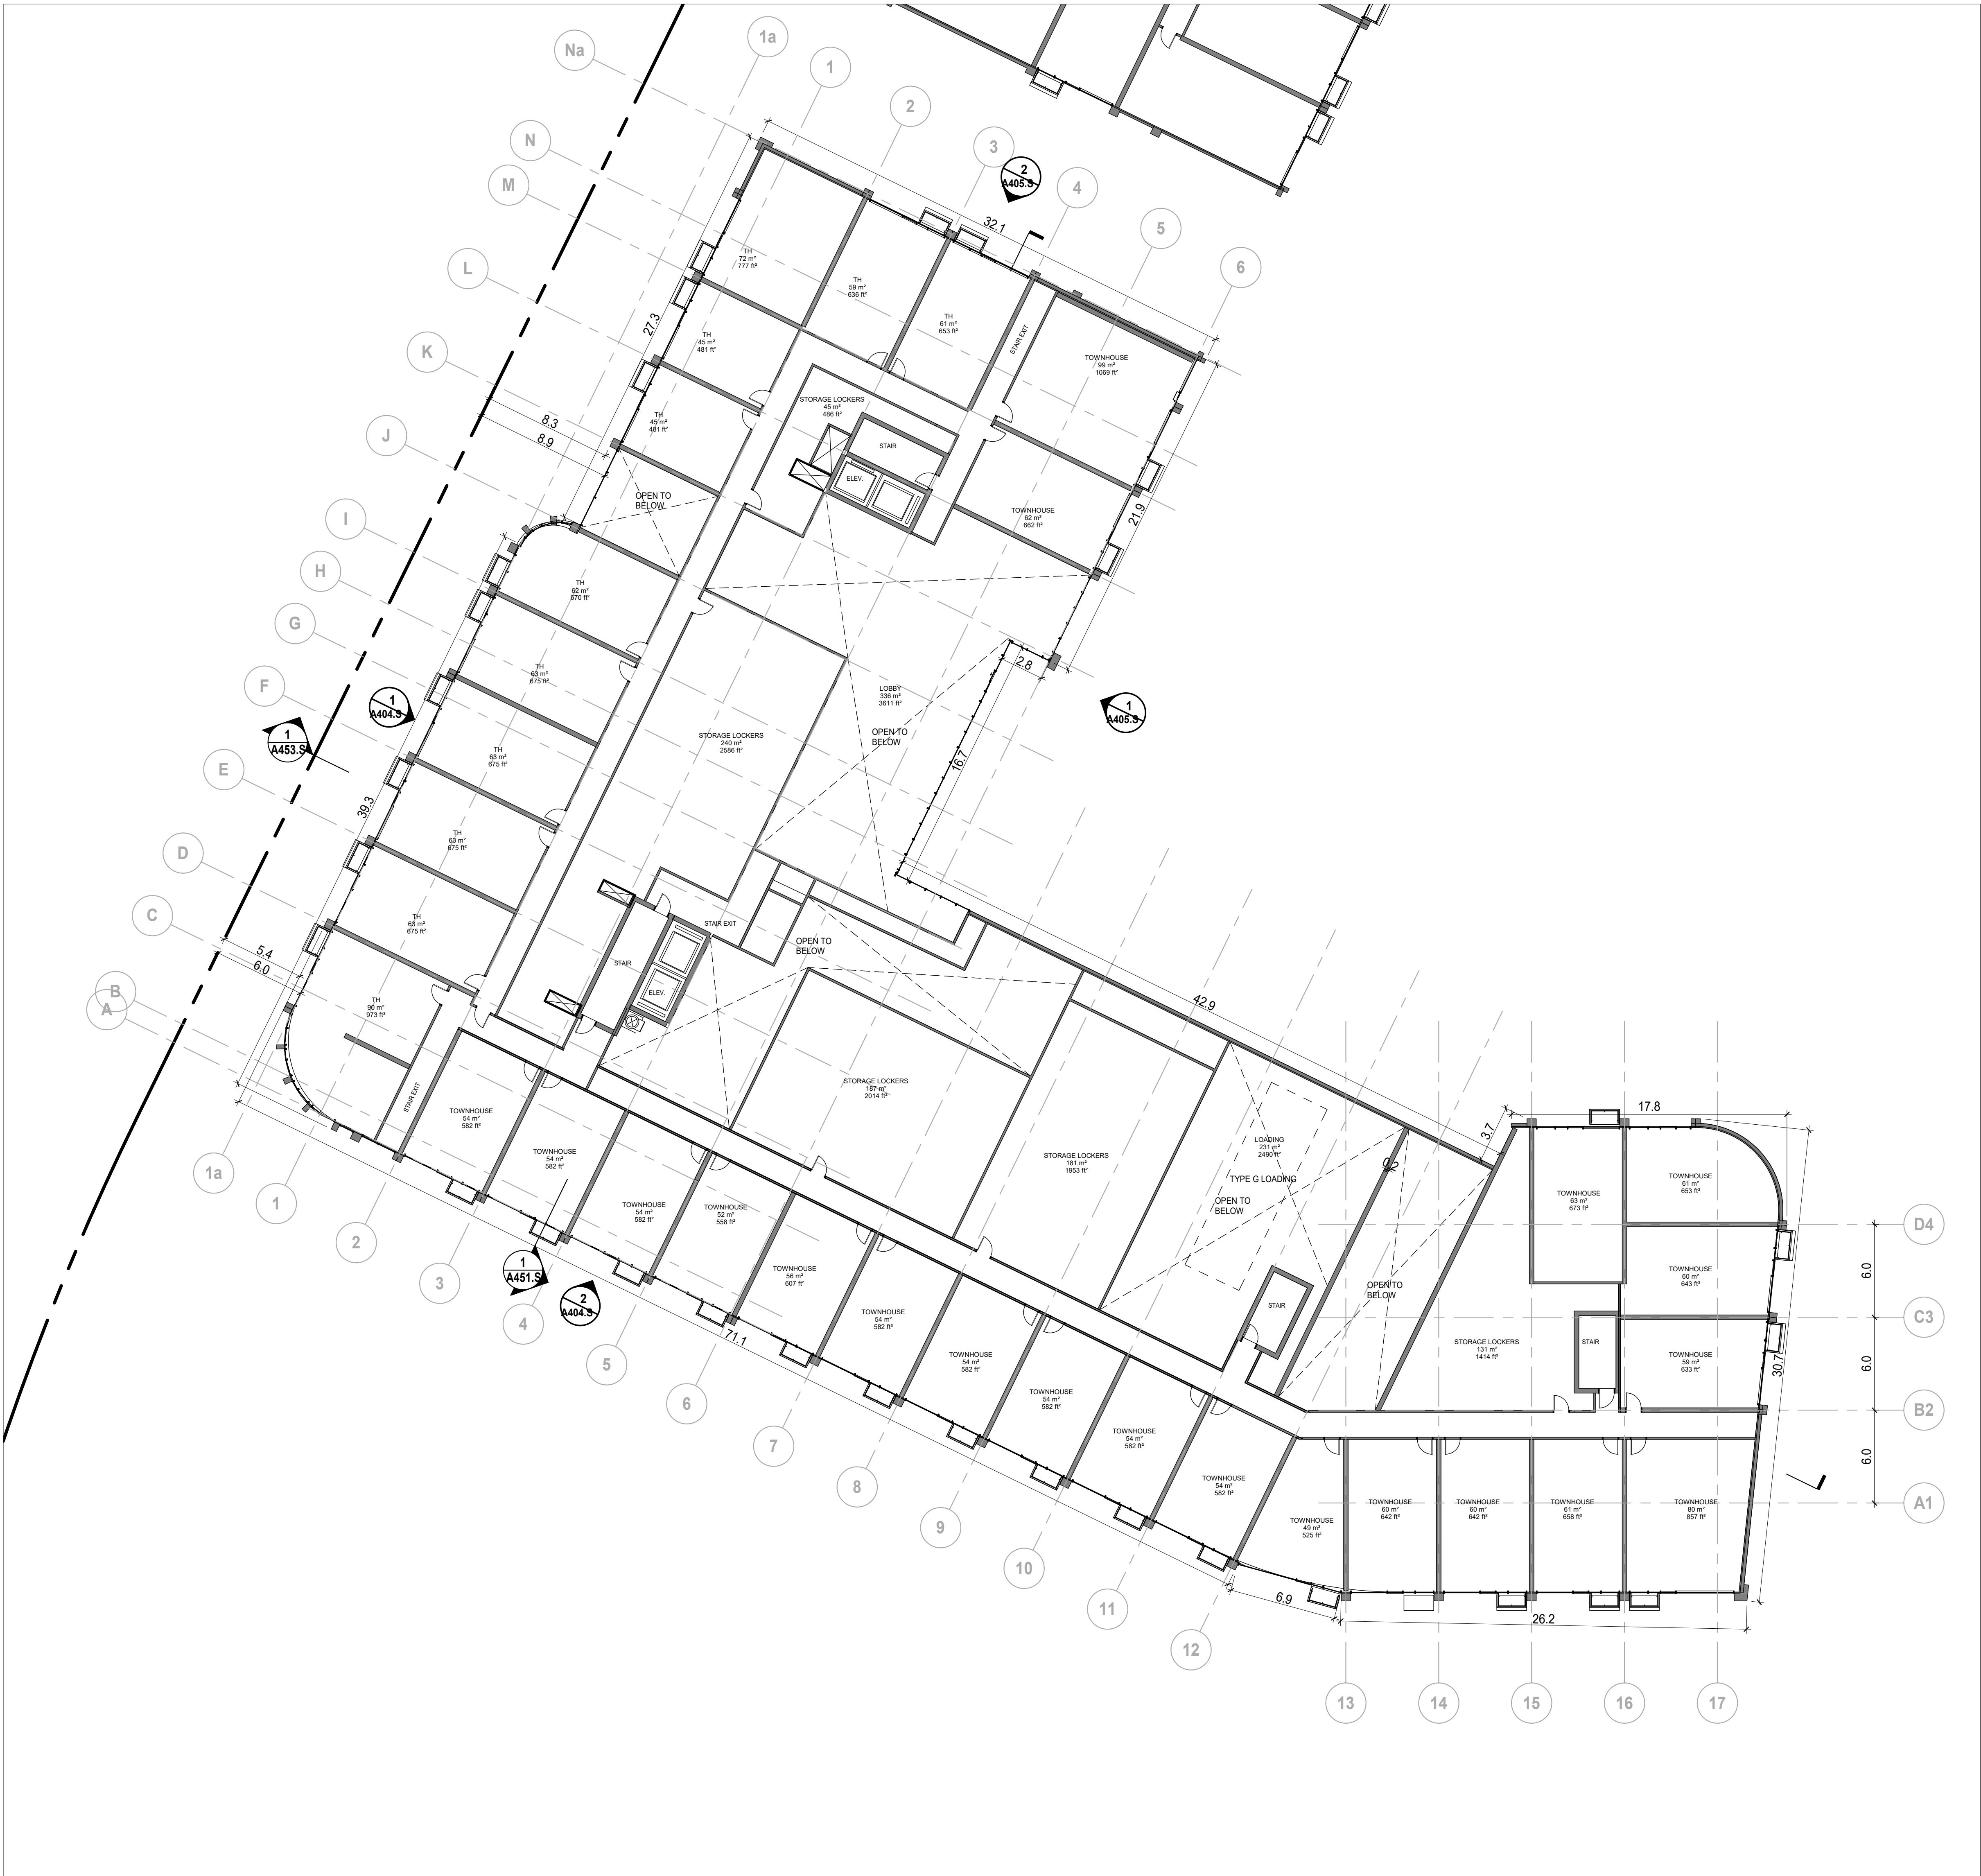 Na
1a
1
2
3
4
5
6
N
M
L
K
J
I
H
G
F
E
D
C
B
A
2
A405.S
32.1
TH
72 m²
777 ft²
TH
59 m²
636 ft²
TH
61 m²
653 ft²
STAIR EXIT
TOWNHOUSE
99 m²
1069 ft²
27.3
TH
45 m²
481 ft²
TH
45 m²
481 ft²
STORAGE LOCKERS
45 m²
486 ft²
STAIR
ELEV.
8.3
8.9
OPEN TO
BELOW
TOWNHOUSE
62 m²
662 ft²
21.9
TH
62 m²
670 ft²
TH
63 m²
675 ft²
2.8
LOBBY
336 m²
3611 ft²
1
A404.S
1
A405.S
1
A453.S
OPEN TO
BELOW
STORAGE LOCKERS
240 m²
2586 ft²
16.7
TH
63 m²
675 ft²
39.3
TH
63 m²
675 ft²
TH
63 m²
675 ft²
STAIR EXIT
OPEN TO
BELOW
5.4
6.0
STAIR
ELEV.
TH
90 m²
973 ft²
42.9
STAIR EXIT
TOWNHOUSE
54 m²
582 ft²
STORAGE LOCKERS
187 m²
2014 ft²
TOWNHOUSE
54 m²
582 ft²
STORAGE LOCKERS
181 m²
1953 ft²
LOADING
231 m²
2490 ft²
TYPE G LOADING
OPEN TO
BELOW
0.2
3.7
17.8
TOWNHOUSE
63 m²
673 ft²
TOWNHOUSE
61 m²
653 ft²
TOWNHOUSE
54 m²
582 ft²
TOWNHOUSE
52 m²
558 ft²
TOWNHOUSE
56 m²
607 ft²
1
A451.S
2
A404.S
71.1
TOWNHOUSE
54 m²
582 ft²
TOWNHOUSE
54 m²
582 ft²
TOWNHOUSE
54 m²
582 ft²
TOWNHOUSE
54 m²
582 ft²
TOWNHOUSE
54 m²
582 ft²
STAIR
OPEN TO
BELOW
STORAGE LOCKERS
131 m²
1414 ft²
STAIR
TOWNHOUSE
60 m²
643 ft²
TOWNHOUSE
59 m²
633 ft²
30.7
D4
6.0
C3
6.0
B2
6.0
A1
TOWNHOUSE
49 m²
525 ft²
TOWNHOUSE
60 m²
642 ft²
TOWNHOUSE
60 m²
642 ft²
TOWNHOUSE
61 m²
658 ft²
TOWNHOUSE
80 m²
857 ft²
6.9
26.2
1a
1
2
3
4
5
6
7
8
9
10
11
12
13
14
15
16
17